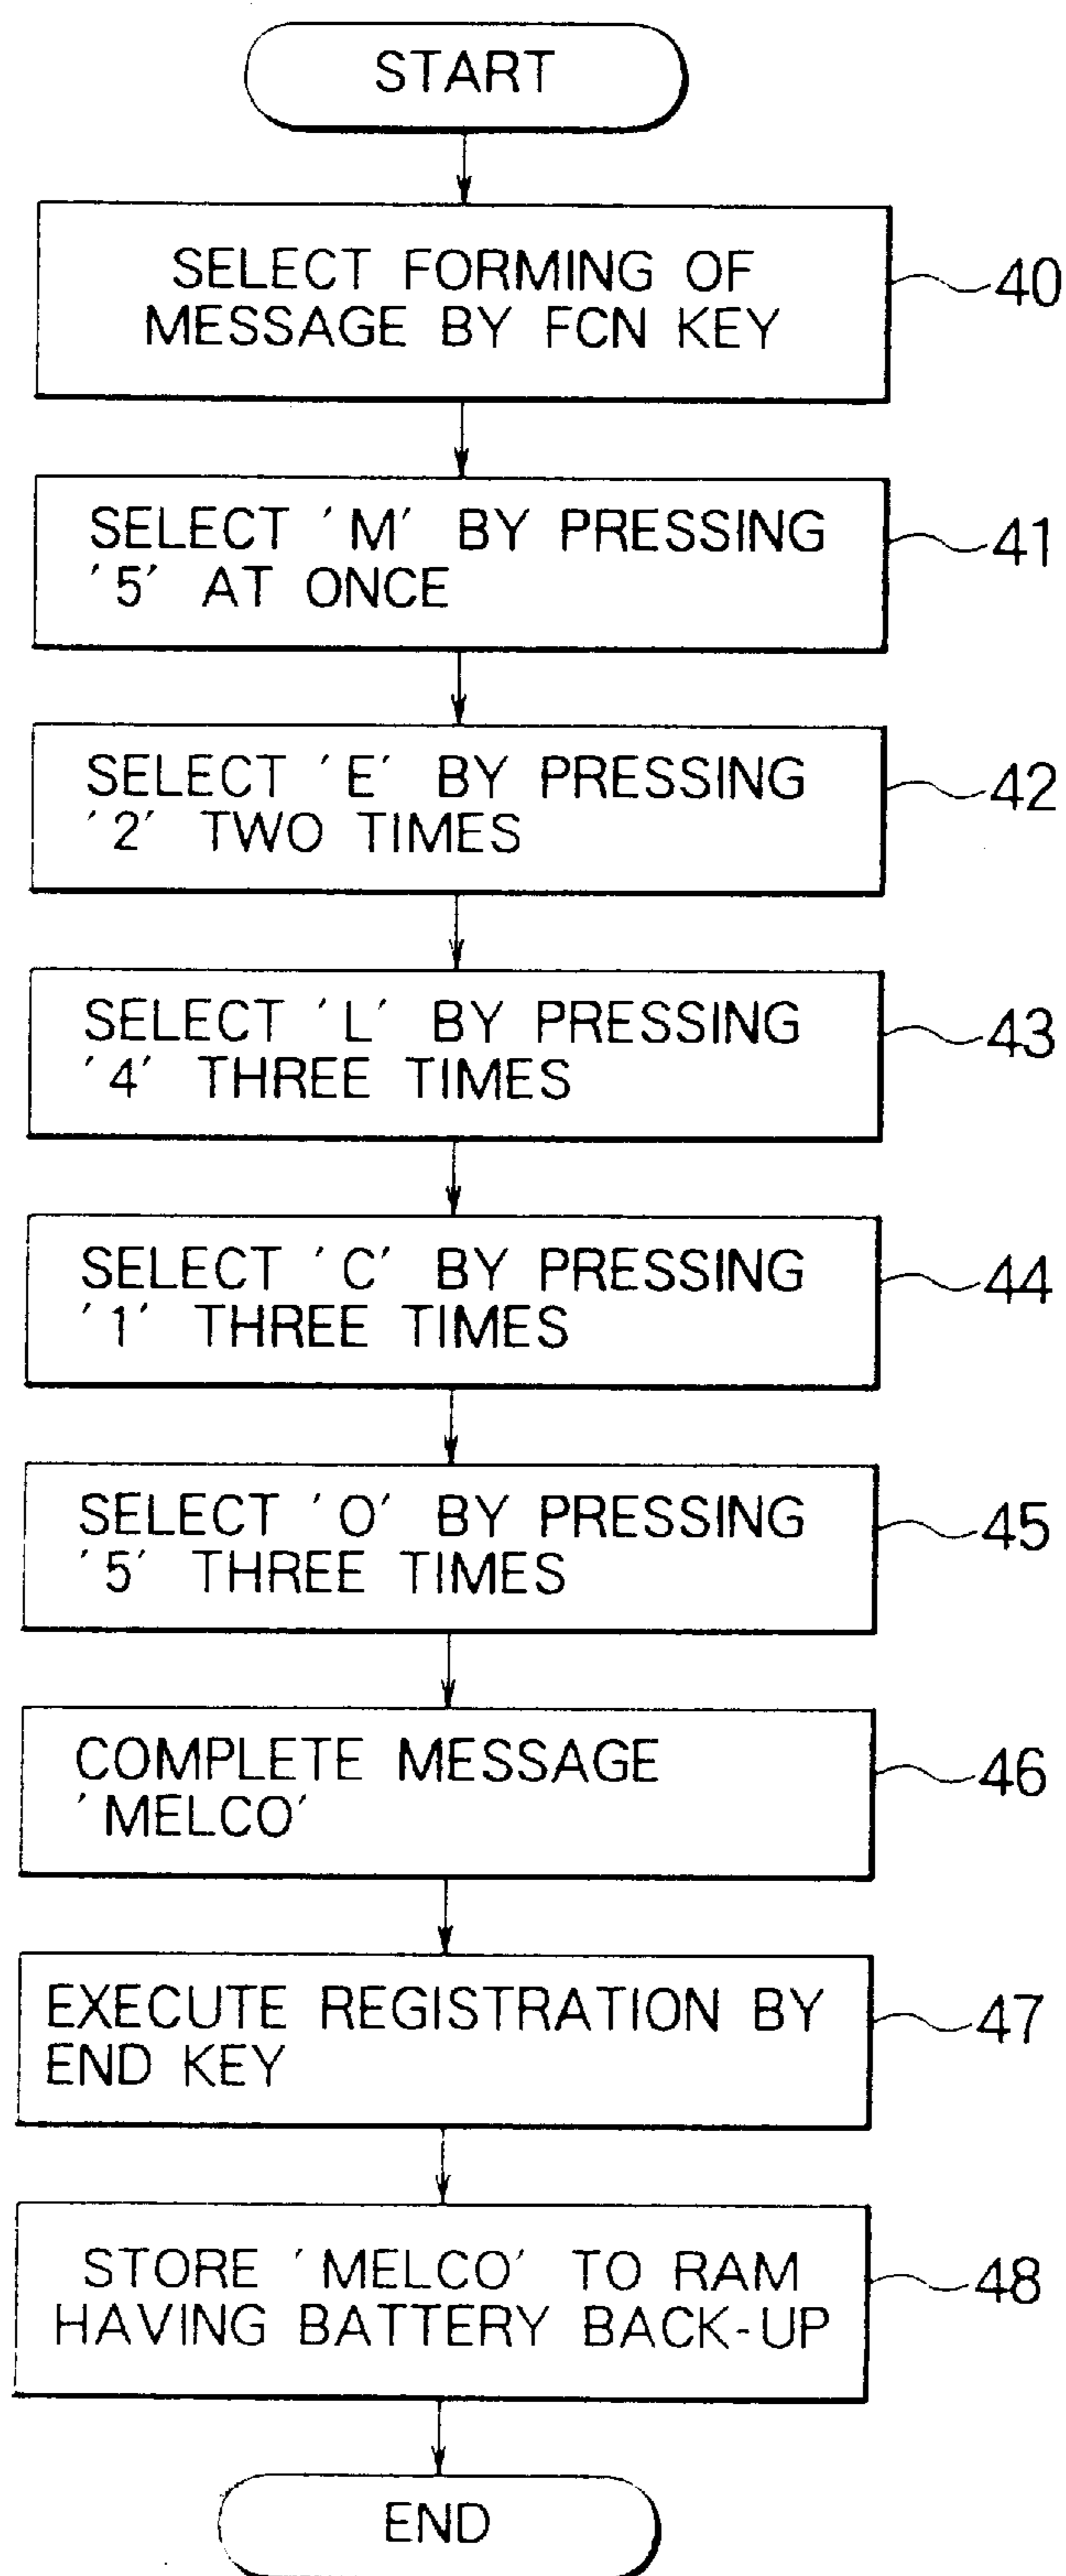 START
SELECT FORMING OF
MESSAGE BY FCN KEY
40
SELECT 'M' BY PRESSING
'5' AT ONCE
41
SELECT 'E' BY PRESSING
'2' TWO TIMES
42
SELECT 'L' BY PRESSING
'4' THREE TIMES
43
SELECT 'C' BY PRESSING
'1' THREE TIMES
44
SELECT 'O' BY PRESSING
'5' THREE TIMES
45
COMPLETE MESSAGE
'MELCO'
46
EXECUTE REGISTRATION BY
END KEY
47
STORE 'MELCO' TO RAM
HAVING BATTERY BACK-UP
48
END